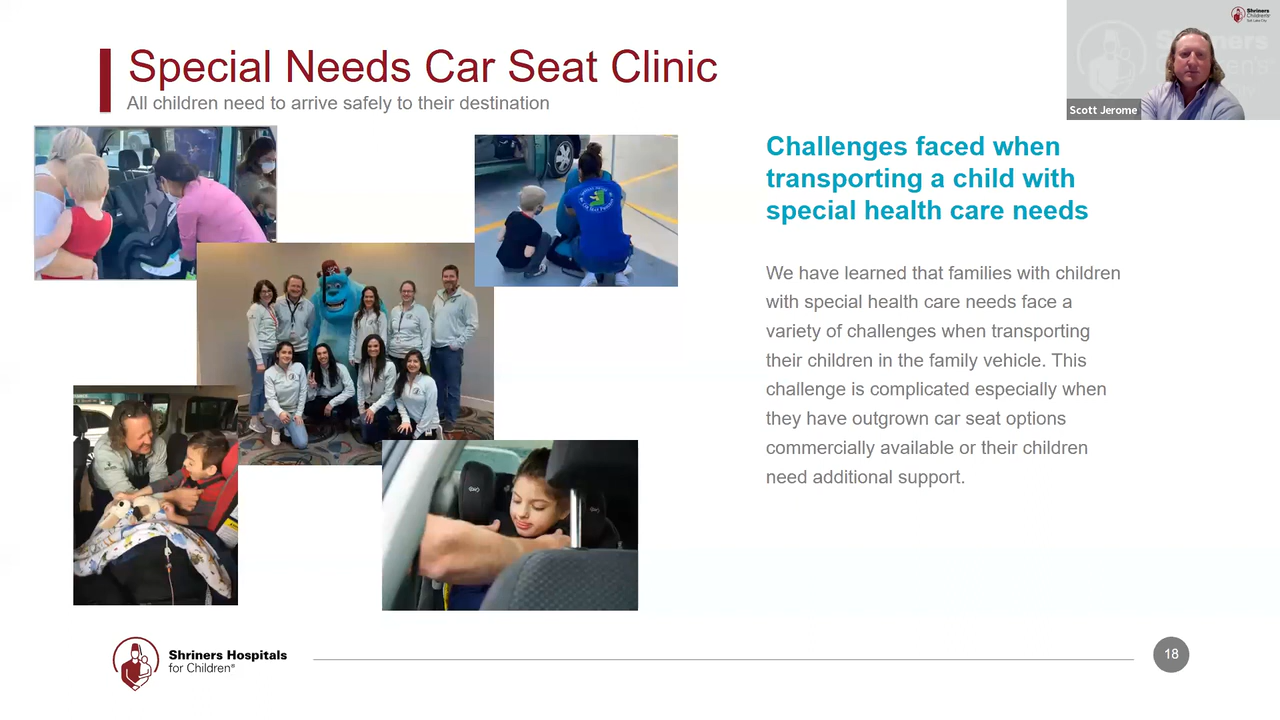 Special Needs Car Seat Clinic
All children need to arrive safely to their destination
Shriners
Children's
Scott Jerome
Challenges faced when
transporting a child with
special health care needs
We have learned that families with children
with special health care needs face a
variety of challenges when transporting
their children in the family vehicle. This
challenge is complicated especially when
they have outgrown car seat options
commercially available or their children
need additional support.
Shriners Hospitals
for Children®
18